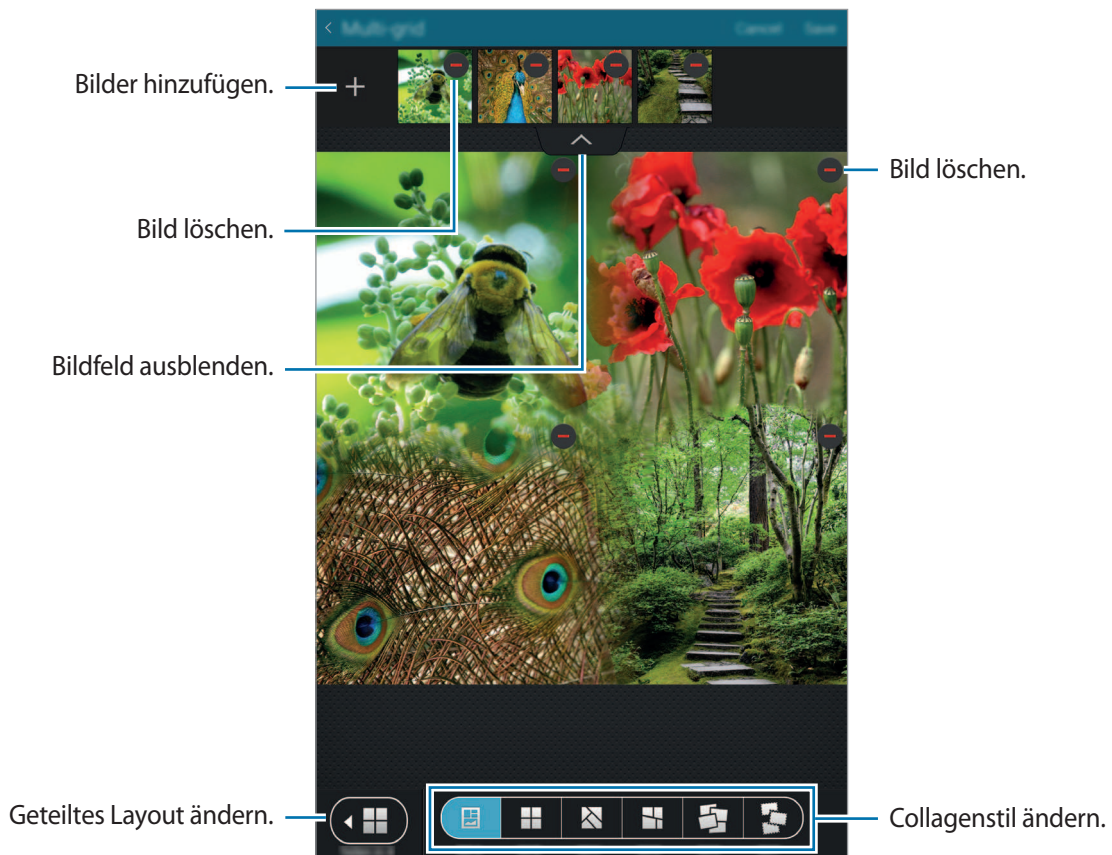 Multi-grid
Cancel Save
Bilder hinzufügen.
Bild löschen.
Bild löschen.
Bildfeld ausblenden.
Geteiltes Layout ändern.
Collagenstil ändern.